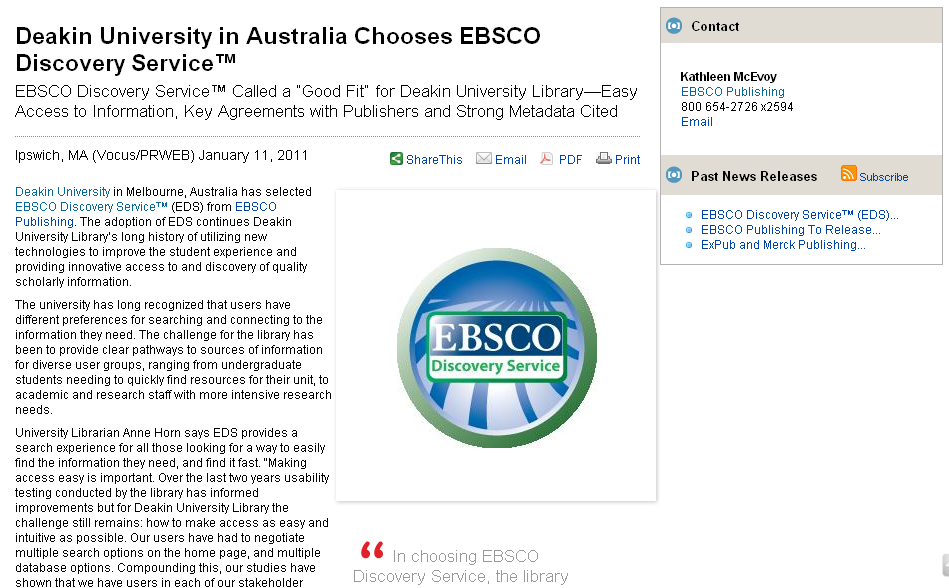 Deakin University in Australia Chooses EBSCO
Discovery Service™
EBSCO Discovery Service™ Called a “Good Fit” for Deakin University Library—Easy
Access to Information, Key Agreements with Publishers and Strong Metadata Cited
Ipswich, MA (Vocus/PRWEB) January 11, 2011
ShareThis Email PDF Print
Deakin University in Melbourne, Australia has selected
EBSCO Discovery Service™ (EDS) from EBSCO
Publishing. The adoption of EDS continues Deakin
University Library's long history of utilizing new
technologies to improve the student experience and
providing innovative access to and discovery of quality
scholarly information.
The university has long recognized that users have
different preferences for searching and connecting to the
information they need. The challenge for the library has
been to provide clear pathways to sources of information
for diverse user groups, ranging from undergraduate
students needing to quickly find resources for their unit, to
academic and research staff with more intensive research
needs.
University Librarian Anne Horn says EDS provides a
search experience for all those looking for a way to easily
find the information they need, and find it fast. "Making
access easy is important. Over the last two years usability
testing conducted by the library has informed
improvements but for Deakin University Library the
challenge still remains: how to make access as easy and
intuitive as possible. Our users have had to negotiate
multiple search options on the home page, and multiple
database options. Compounding this, our studies have
shown that we have users in each of our stakeholder
EBSCO
Discovery Service
“ In choosing EBSCO
Discovery Service, the library
Contact
Kathleen McEvoy
EBSCO Publishing
800 654-2726 x2594
Email
Past News Releases Subscribe
EBSCO Discovery Service™ (EDS)...
EBSCO Publishing To Release...
ExPub and Merck Publishing...